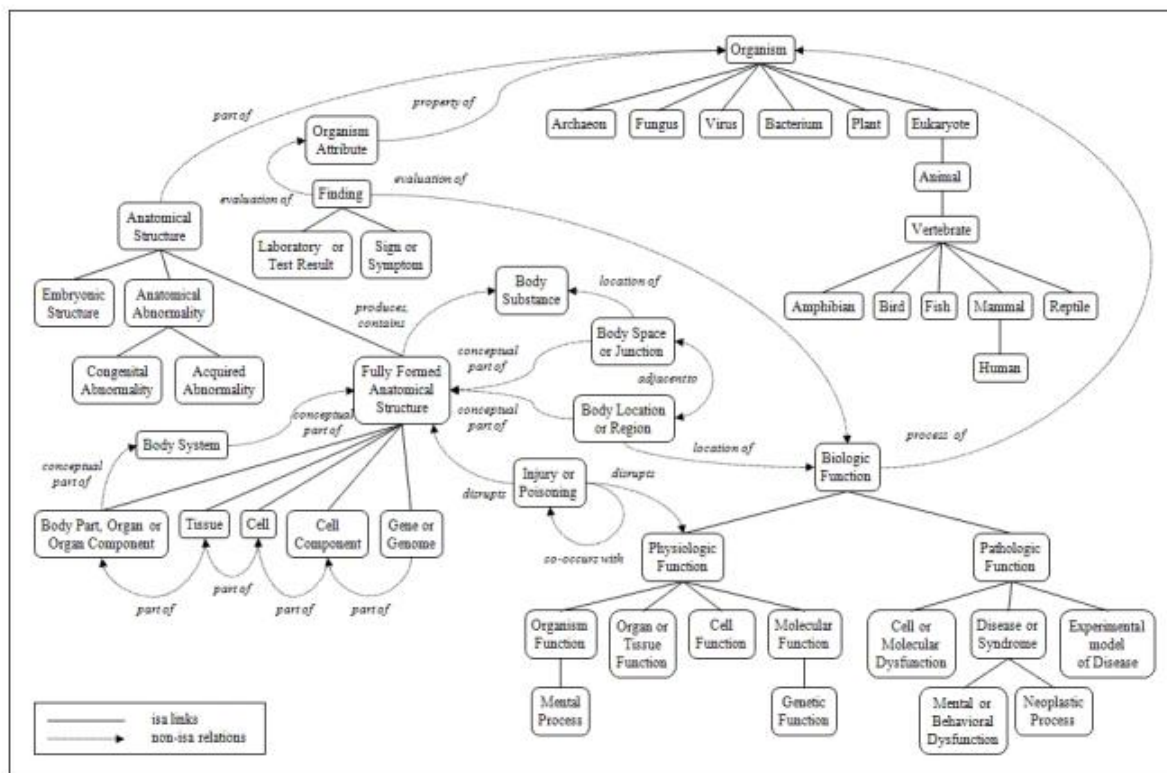 Organism
property of
part of
Archaeon
Fungus
Virus
Bacterium
Plant
Eukaryote
Organism
Attribute
evaluation of
Animal
evaluation of
Finding
Anatomical
Structure
Vertebrate
Laboratory or
Test Result
Sign or
Symptom
Body
Substance
location of
Embryonic
Structure
Anatomical
Abnormality
Amphibian
Bird
Fish
Mammal
Reptile
produces,
contains
Body Space
or Junction
conceptual
part of
Congenital
Abnormality
Acquired
Abnormality
Fully Formed
Anatomical
Structure
Human
adjacent to
conceptual
part of
Body Location
or Region
conceptual
part of
Body System
location of
process of
Biologic
Function
conceptual
part of
disrupts
Injury or
Poisoning
disrupts
Body Part, Organ or
Organ Component
Tissue
Cell
Cell
Component
Gene or
Genome
co-occurs with
Physiologic
Function
Pathologic
Function
part of
part of
part of
part of
Organism
Function
Organ or
Tissue
Function
Cell
Function
Molecular
Function
Cell or
Molecular
Dysfunction
Disease or
Syndrome
Experimental
model
of Disease
Mental
Process
Genetic
Function
Mental or
Behavioral
Dysfunction
Neoplastic
Process
isa links
non-isa relations